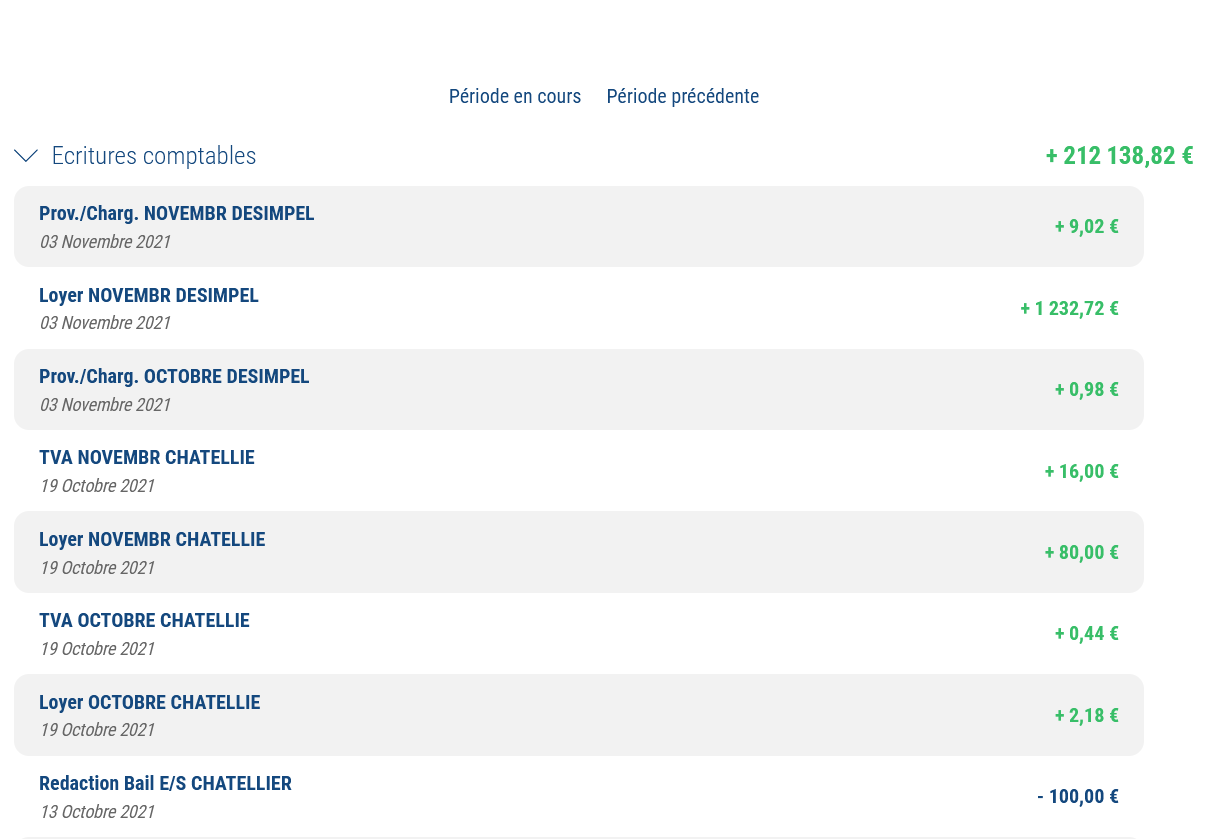 Période en cours Période précédente
Ecritures comptables + 212 138,82 €
Prov./Charg. NOVEMBR DESIMPEL
03 Novembre 2021
+ 9,02 €
Loyer NOVEMBR DESIMPEL
03 Novembre 2021
+ 1 232,72 €
Prov./Charg. OCTOBRE DESIMPEL
03 Novembre 2021
+ 0,98 €
TVA NOVEMBR CHATELLIE
19 Octobre 2021
+ 16,00 €
Loyer NOVEMBR CHATELLIE
19 Octobre 2021
+ 80,00 €
TVA OCTOBRE CHATELLIE
19 Octobre 2021
+ 0,44 €
Loyer OCTOBRE CHATELLIE
19 Octobre 2021
+ 2,18 €
Redaction Bail E/S CHATELLIER
13 Octobre 2021
- 100,00 €